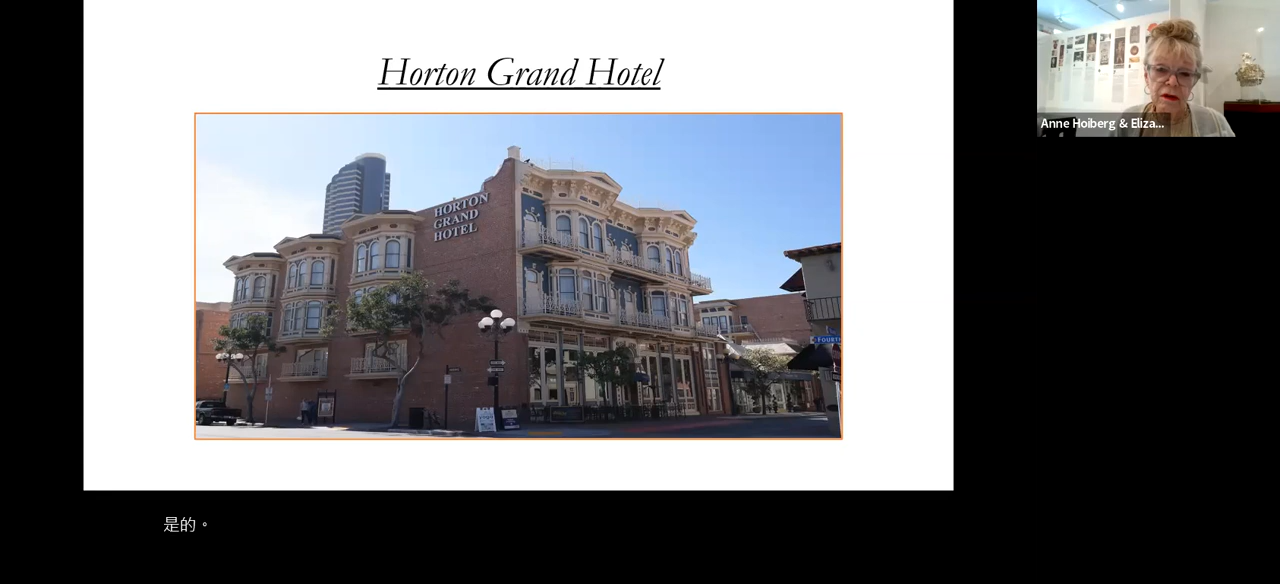 Horton Grand Hotel
HORTON
GRAND
HOTEL
FOURTH
Anne Hoiberg & Eliza...
是的。